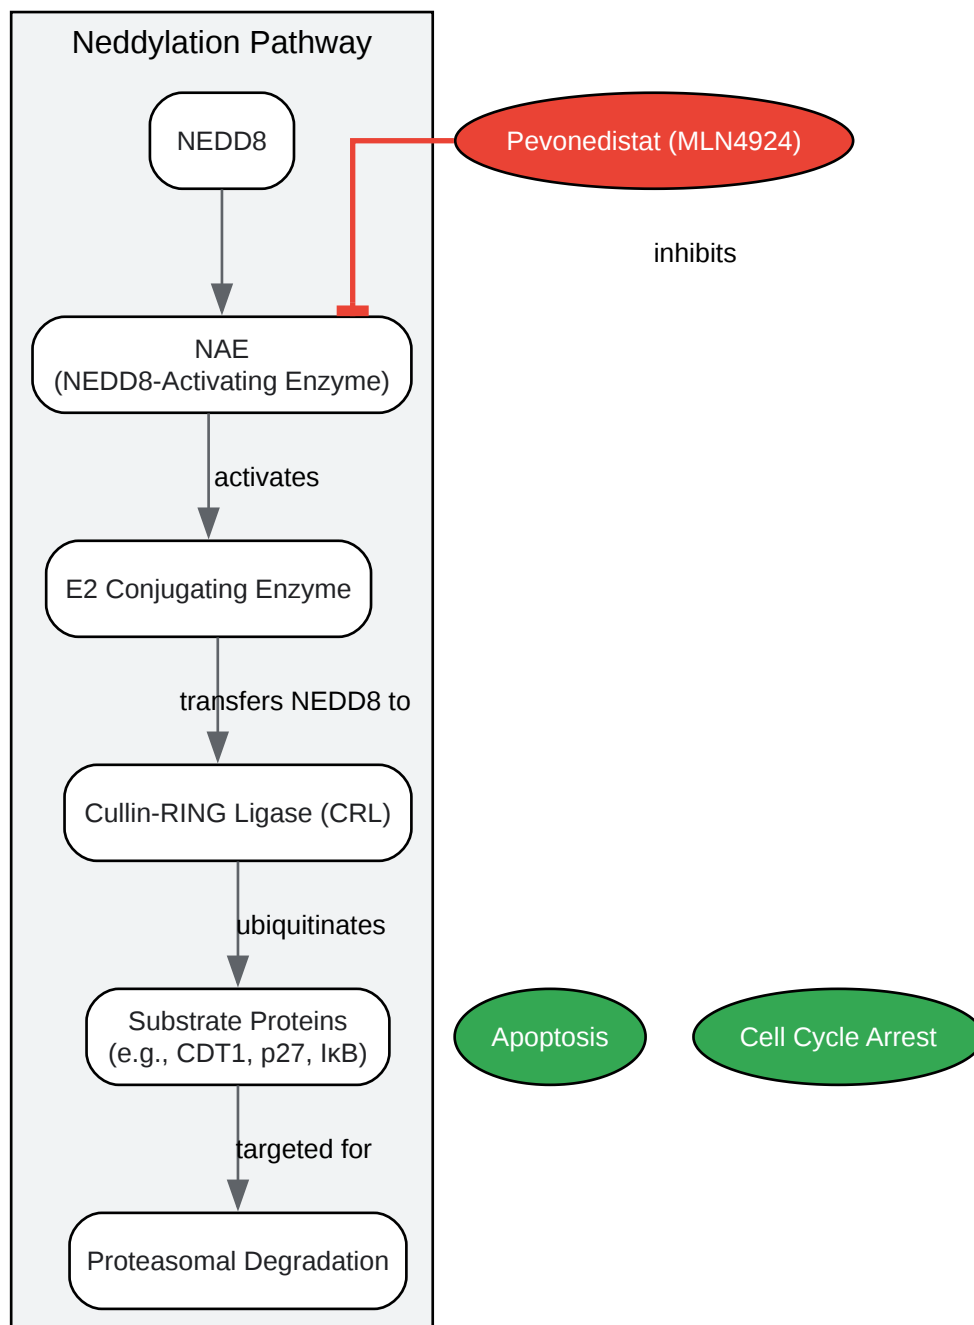 Neddylation Pathway
NEDD8
Pevonedistat (MLN4924)
inhibits
NAE
(NEDD8-Activating Enzyme)
activates
E2 Conjugating Enzyme
transfers NEDD8 to
Cullin-RING Ligase (CRL)
ubiquitinates
Substrate Proteins
(e.g., CDT1, p27, IκB)
Apoptosis
Cell Cycle Arrest
targeted for
Proteasomal Degradation